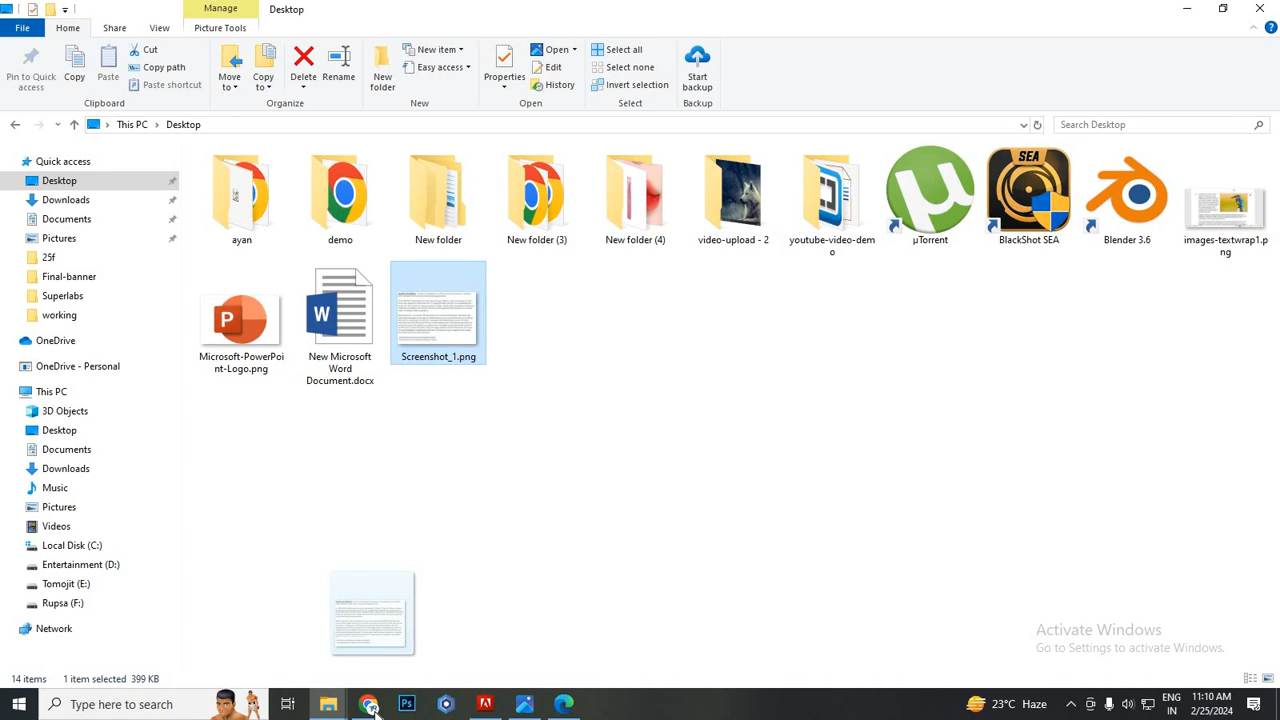 Manage
Desktop
File
Home
Share
View
Picture Tools
Pin to Quick access
Copy
Paste
Cut
Copy path
Paste shortcut
Clipboard
Move to
Copy to
Delete
Rename
Organize
New folder
New item
Easy access
New
Properties
Open
Edit
History
Open
Select all
Select none
Invert selection
Select
Start backup
Backup
This PC > Desktop
Search Desktop
Quick access
Desktop
Downloads
Documents
Pictures
25f
Final-banner
Superlabs
working
OneDrive
OneDrive - Personal
This PC
3D Objects
Desktop
Documents
Downloads
Music
Pictures
Videos
Local Disk (C:)
Entertainment (D:)
Tomojit (E:)
Rupsa (F:)
Network
ayan
demo
New folder
New folder (3)
New folder (4)
video-upload - 2
youtube-video-dem
o
µTorrent
SEA
BlackShot SEA
Blender 3.6
images-textwrap1.p
ng
Microsoft-PowerPoi
nt-Logo.png
New Microsoft
Word
Document.docx
Screenshot_1.png
Activate Windows
Go to Settings to activate Windows.
14 items
1 item selected 399 KB
Type here to search
Ps
23°C Haze
ENG
IN
11:10 AM
2/25/2024